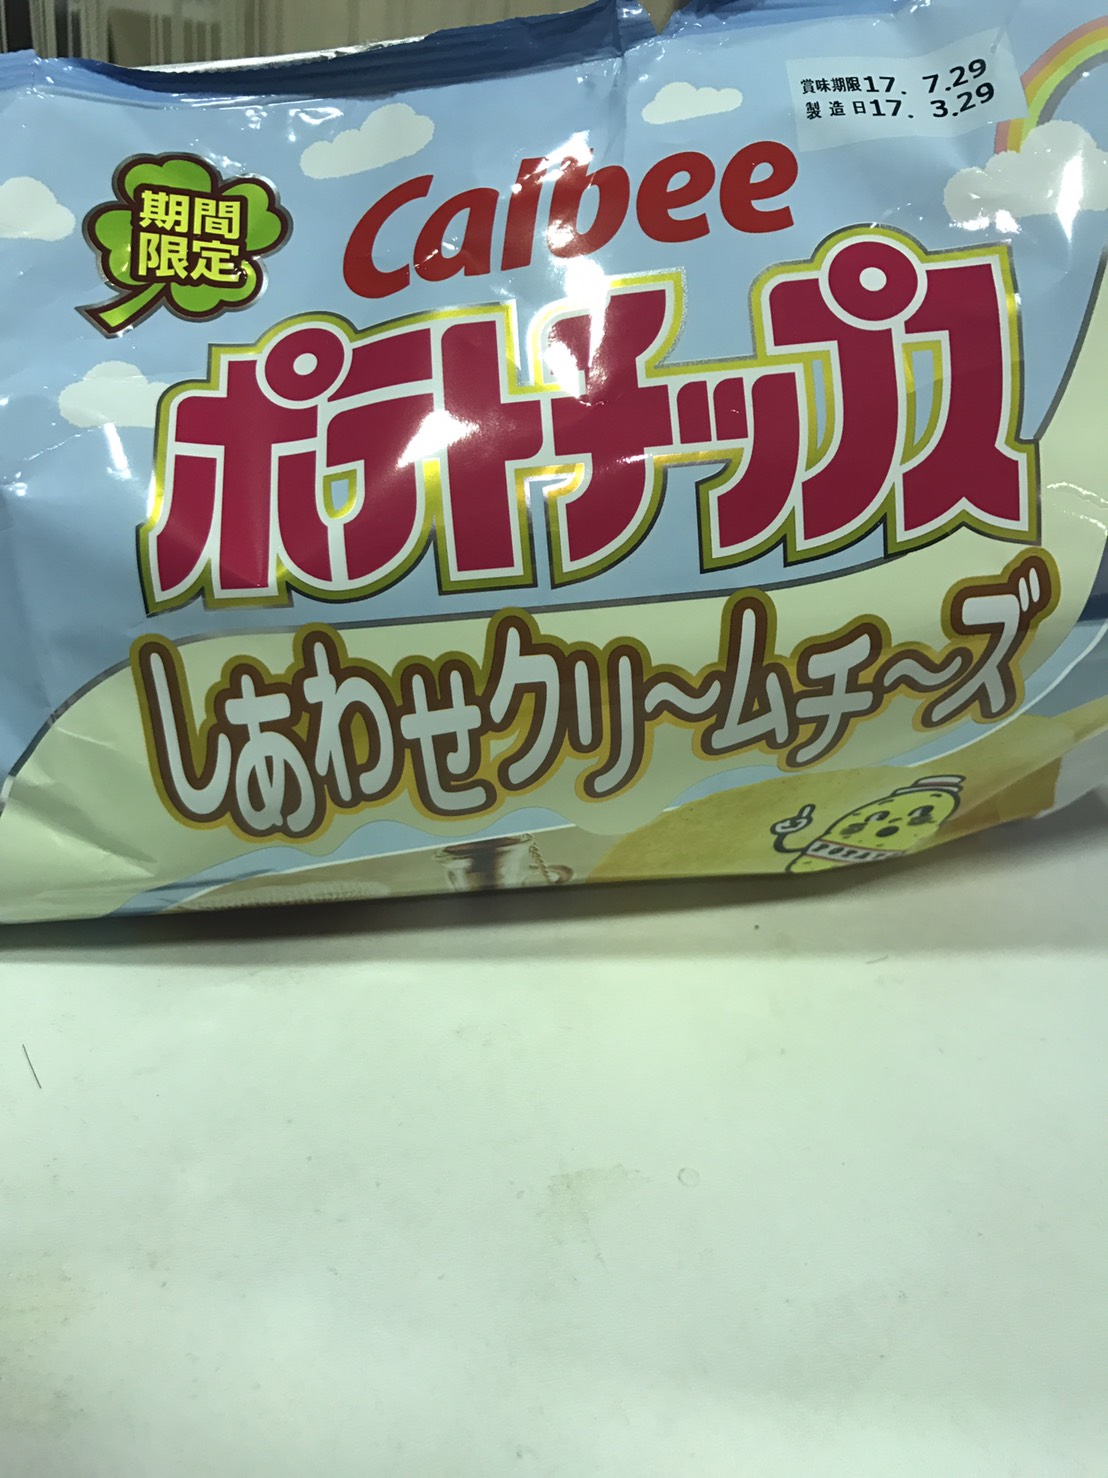 賞味期限17. 7.29
製造日17. 3.29
Calbee
期間
限定
ポテトチップス
しあわせクリ〜ムチ〜ズ